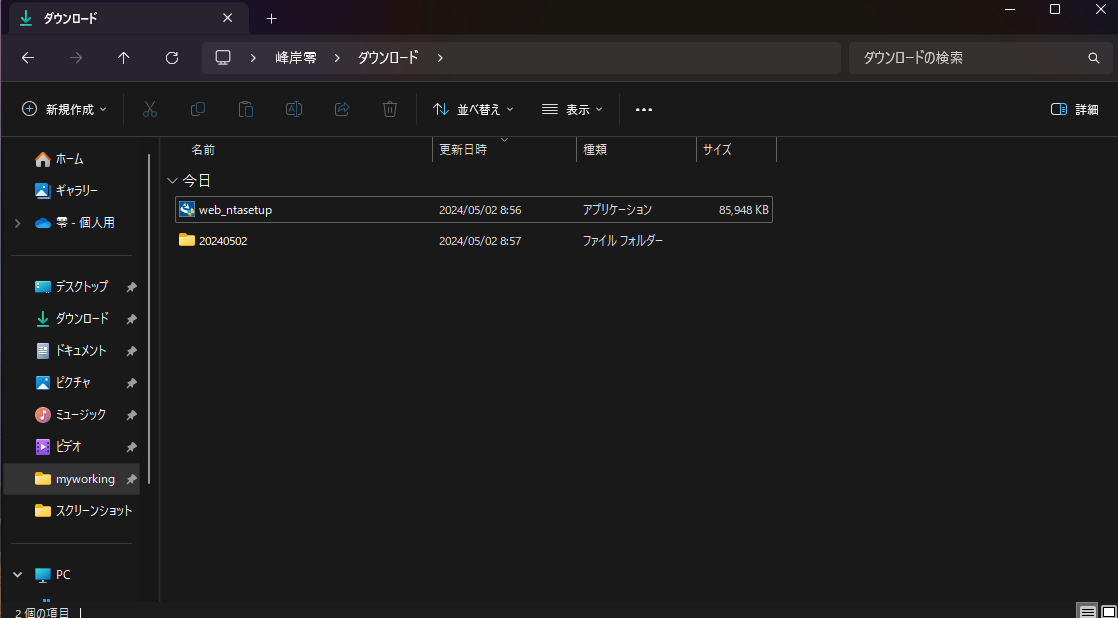 ダウンロード
峰岸零 ダウンロード
ダウンロードの検索
新規作成
並べ替え
表示
詳細
名前 更新日時 種類 サイズ
今日
web_ntasetup 2024/05/02 8:56 アプリケーション 85,948 KB
20240502 2024/05/02 8:57 ファイル フォルダー
ホーム
ギャラリー
零 - 個人用
デスクトップ
ダウンロード
ドキュメント
ピクチャ
ミュージック
ビデオ
myworking
スクリーンショット
PC
2 個の項目